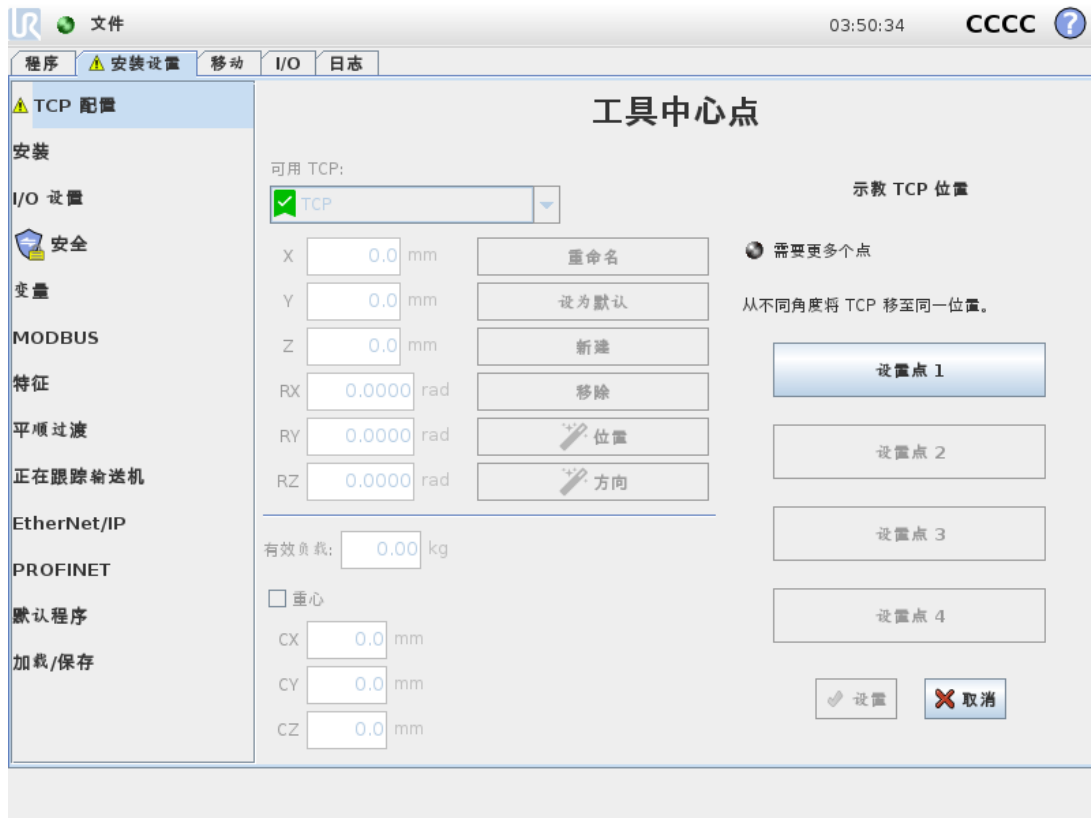 UR 文件 03:50:34 CCCC ?
程序 安装设置 移动 I/O 日志
TCP 配置
安装
I/O 设置
安全
变量
MODBUS
特征
平顺过渡
正在跟踪输送机
EtherNet/IP
PROFINET
默认程序
加载/保存
工具中心点
可用 TCP:
TCP
X 0.0 mm 重命名
Y 0.0 mm 设为默认
Z 0.0 mm 新建
RX 0.0000 rad 移除
RY 0.0000 rad 位置
RZ 0.0000 rad 方向
有效负载: 0.00 kg
重心
CX 0.0 mm
CY 0.0 mm
CZ 0.0 mm
示教 TCP 位置
需要更多个点
从不同角度将 TCP 移至同一位置。
设置点 1
设置点 2
设置点 3
设置点 4
设置 取消